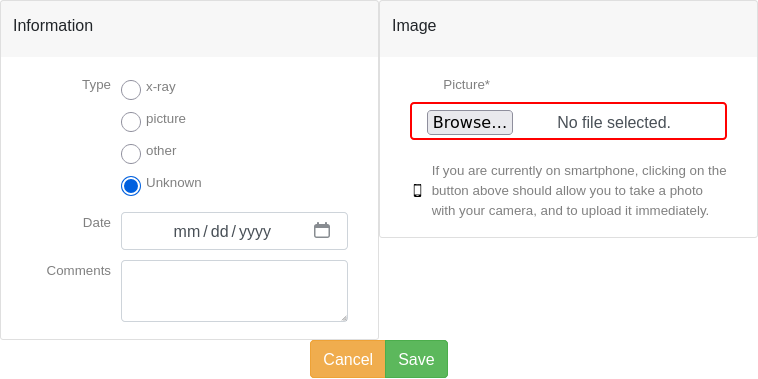 Information
Type
x-ray
picture
other
Unknown
Date
mm/dd/yyyy
Comments
Image
Picture*
Browse... No file selected.
If you are currently on smartphone, clicking on the
button above should allow you to take a photo
with your camera, and to upload it immediately.
Cancel Save